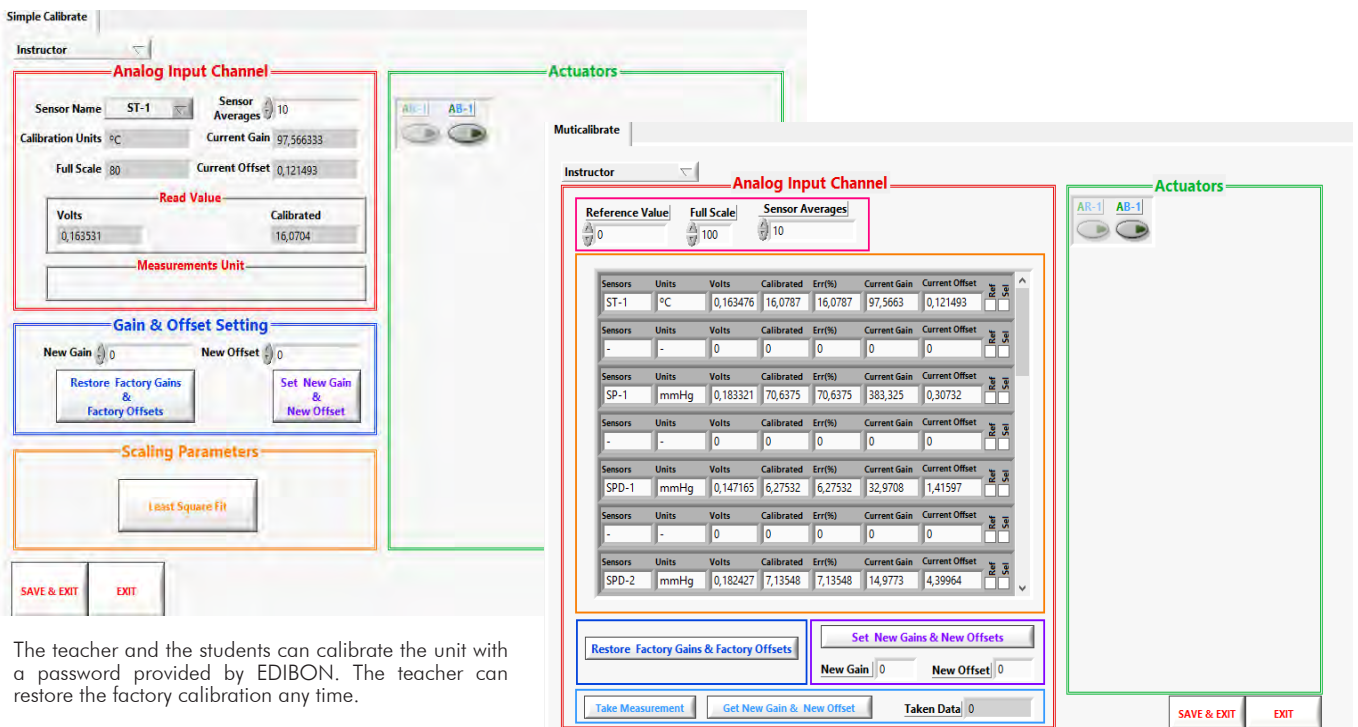 Simple Calibrate
Instructor
Analog Input Channel
Sensor Name ST-1 Sensor Averages 10
Calibration Units ºC Current Gain 97,566333
Full Scale 80 Current Offset 0,121493
Read Value
Volts Calibrated
0,163531 16,0704
Measurements Unit
Gain & Offset Setting
New Gain 0 New Offset 0
Restore Factory Gains
&
Factory Offsets
Set New Gain
&
New Offset
Scaling Parameters
Least Square Fit
SAVE & EXIT EXIT
Actuators
AR-1 AB-1
The teacher and the students can calibrate the unit with
a password provided by EDIBON. The teacher can
restore the factory calibration any time.
Muticalibrate
Instructor
Analog Input Channel
Reference Value Full Scale Sensor Averages
0 100 10
Sensors Units Volts Calibrated Err(%) Current Gain Current Offset Ref Sel
ST-1 ºC 0,163476 16,0787 16,0787 97,5663 0,121493
Sensors Units Volts Calibrated Err(%) Current Gain Current Offset Ref Sel
- - 0 0 0 0 0
Sensors Units Volts Calibrated Err(%) Current Gain Current Offset Ref Sel
SP-1 mmHg 0,183321 70,6375 70,6375 383,325 0,30732
Sensors Units Volts Calibrated Err(%) Current Gain Current Offset Ref Sel
- - 0 0 0 0 0
Sensors Units Volts Calibrated Err(%) Current Gain Current Offset Ref Sel
SPD-1 mmHg 0,147165 6,27532 6,27532 32,9708 1,41597
Sensors Units Volts Calibrated Err(%) Current Gain Current Offset Ref Sel
- - 0 0 0 0 0
Sensors Units Volts Calibrated Err(%) Current Gain Current Offset Ref Sel
SPD-2 mmHg 0,182427 7,13548 7,13548 14,9773 4,39964
Restore Factory Gains & Factory Offsets
Set New Gains & New Offsets
New Gain 0 New Offset 0
Take Measurement Get New Gain & New Offset Taken Data 0
Actuators
AR-1 AB-1
SAVE & EXIT EXIT